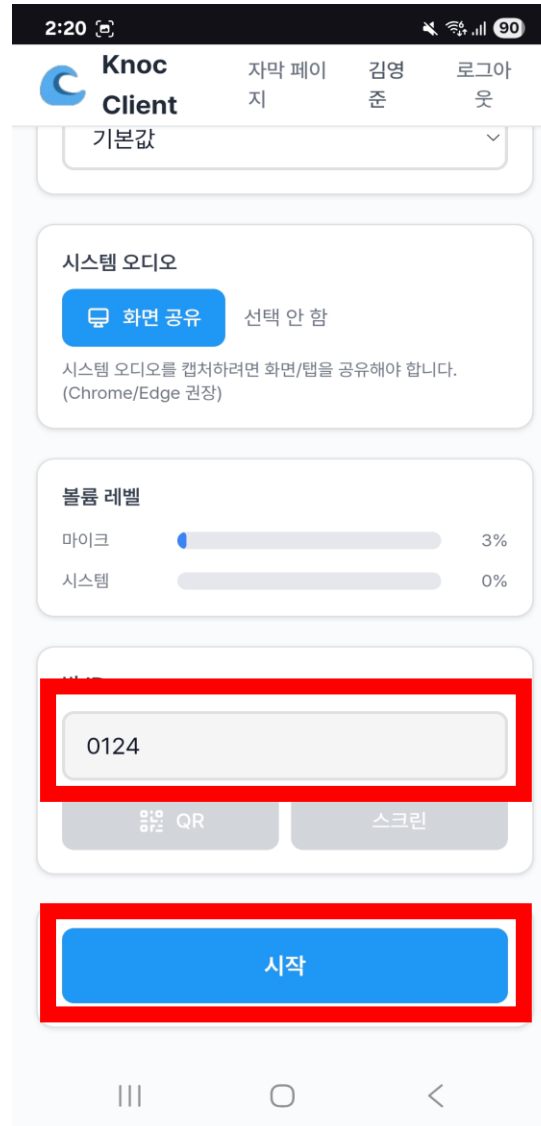 2:20
90
Knoc
Client
자막 페이
지
김영
준
로그아
웃
기본값
시스템 오디오
화면 공유
선택 안 함
시스템 오디오를 캡처하려면 화면/탭을 공유해야 합니다.
(Chrome/Edge 권장)
볼륨 레벨
마이크
3%
시스템
0%
0124
QR
스크린
시작